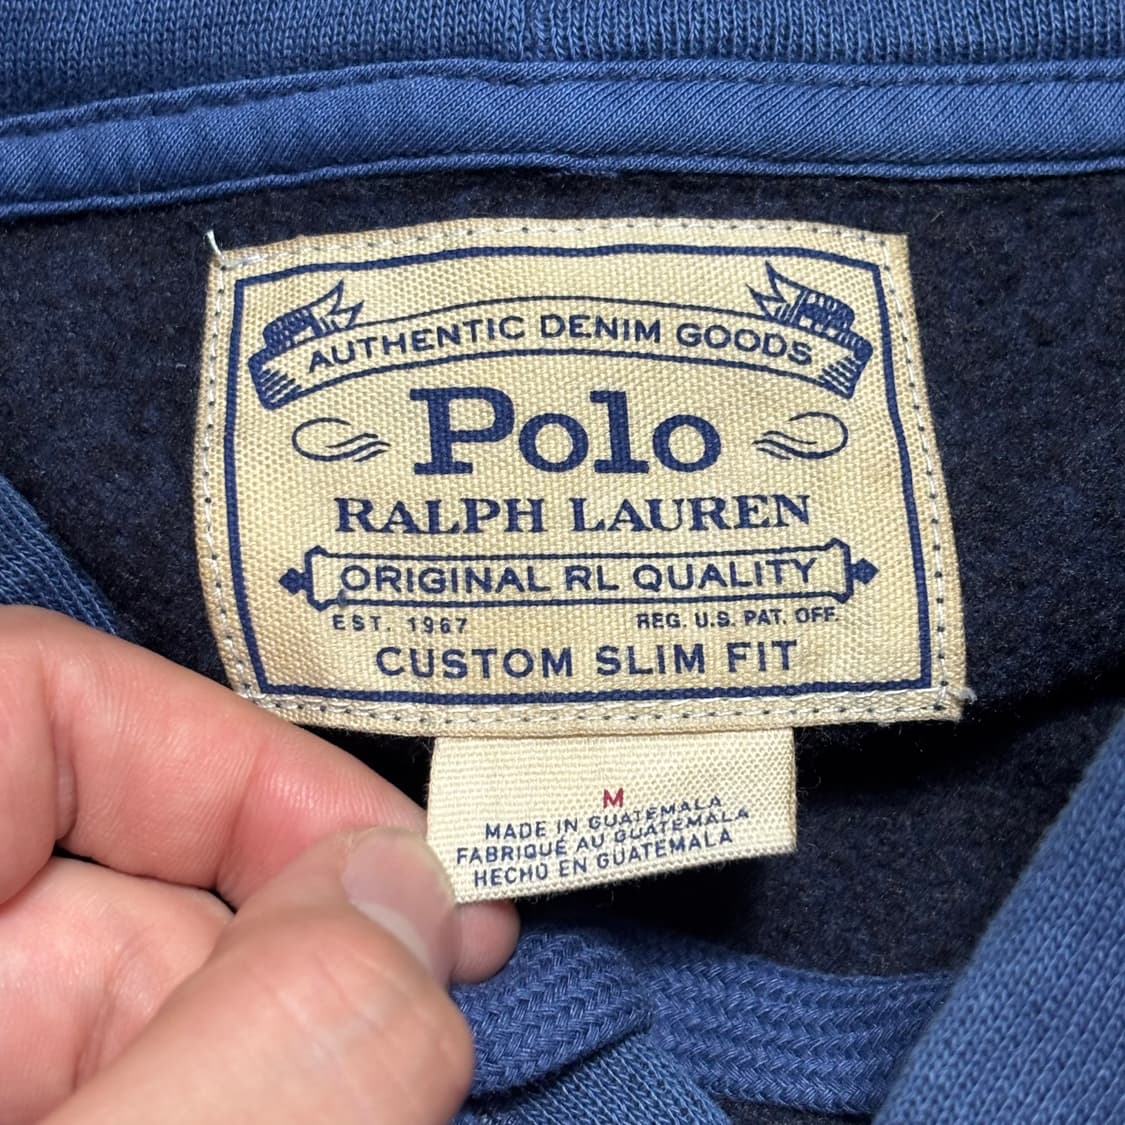 AUTHENTIC DENIM GOODS
Polo
RALPH LAUREN
ORIGINAL RL QUALITY
EST. 1967 REG. U.S. PAT. OFF.
CUSTOM SLIM FIT
M
MADE IN GUATEMALA
FABRIQUÉ AU GUATEMALA
HECHO EN GUATEMALA